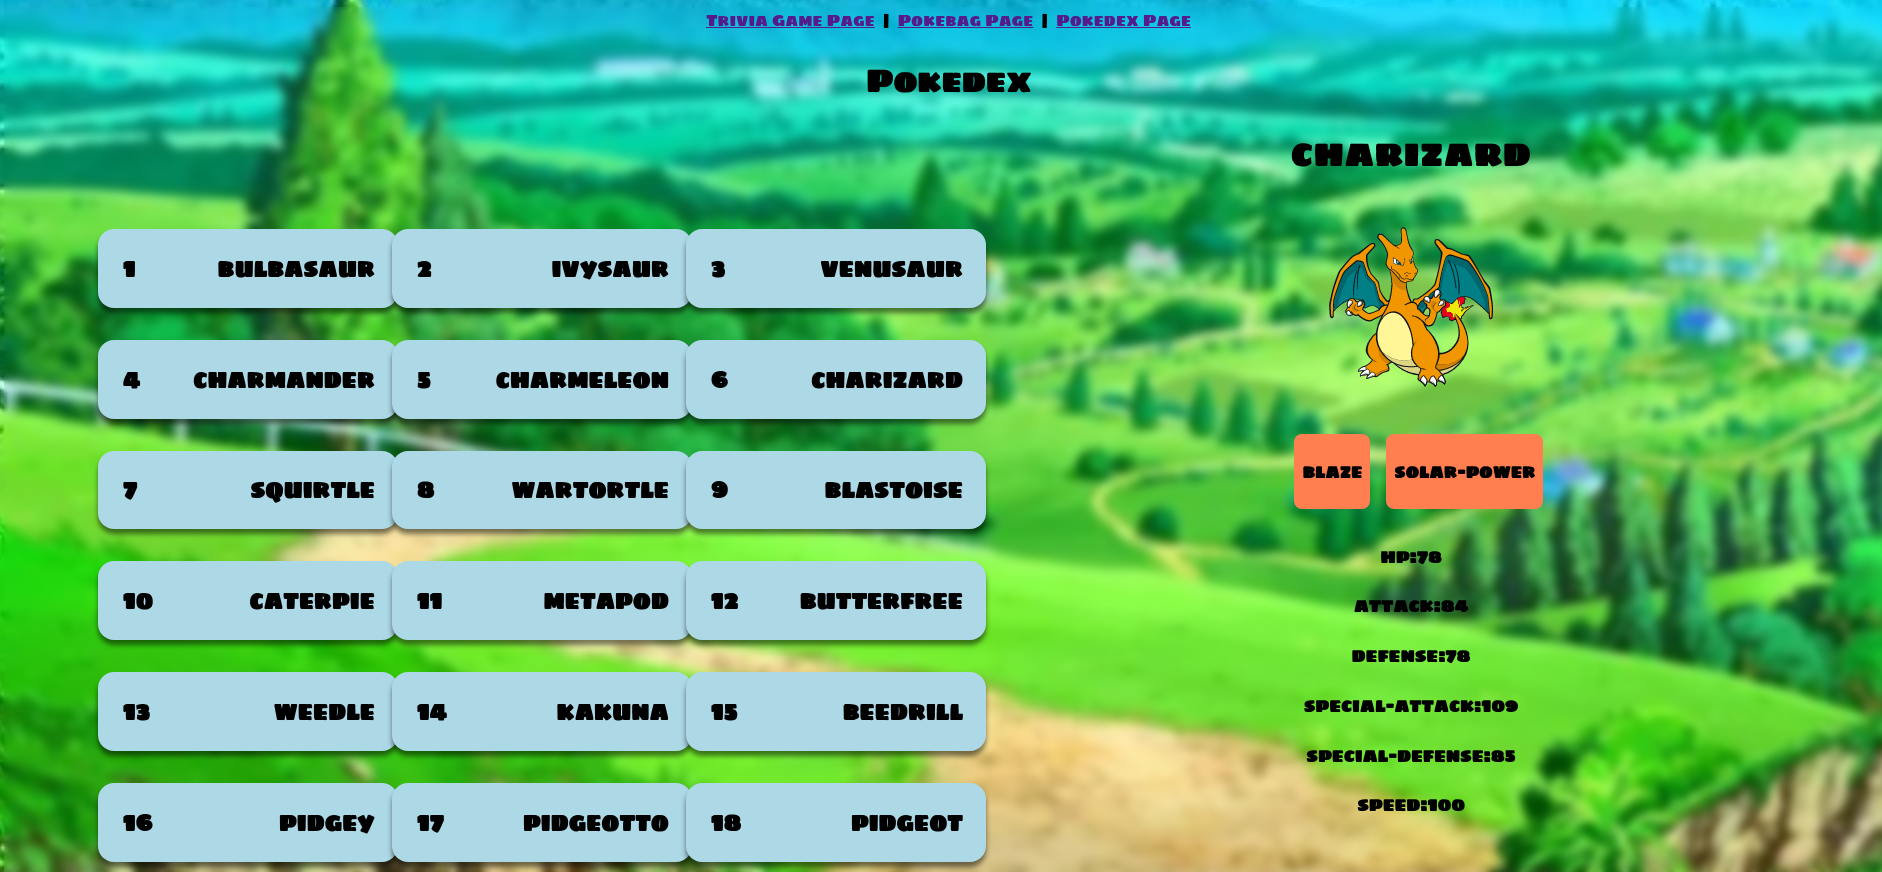 Trivia Game Page | Pokebag Page | Pokedex Page
Pokedex
1 BULBASAUR 2 IVYSAUR 3 VENUSAUR
4 CHARMANDER 5 CHARMELEON 6 CHARIZARD
7 SQUIRTLE 8 WARTORTLE 9 BLASTOISE
10 CATERPIE 11 METAPOD 12 BUTTERFREE
13 WEEDLE 14 KAKUNA 15 BEEDRILL
16 PIDGEY 17 PIDGEOTTO 18 PIDGEOT
CHARIZARD
BLAZE SOLAR-POWER
HP:78
ATTACK:84
DEFENSE:78
SPECIAL-ATTACK:109
SPECIAL-DEFENSE:85
SPEED:100